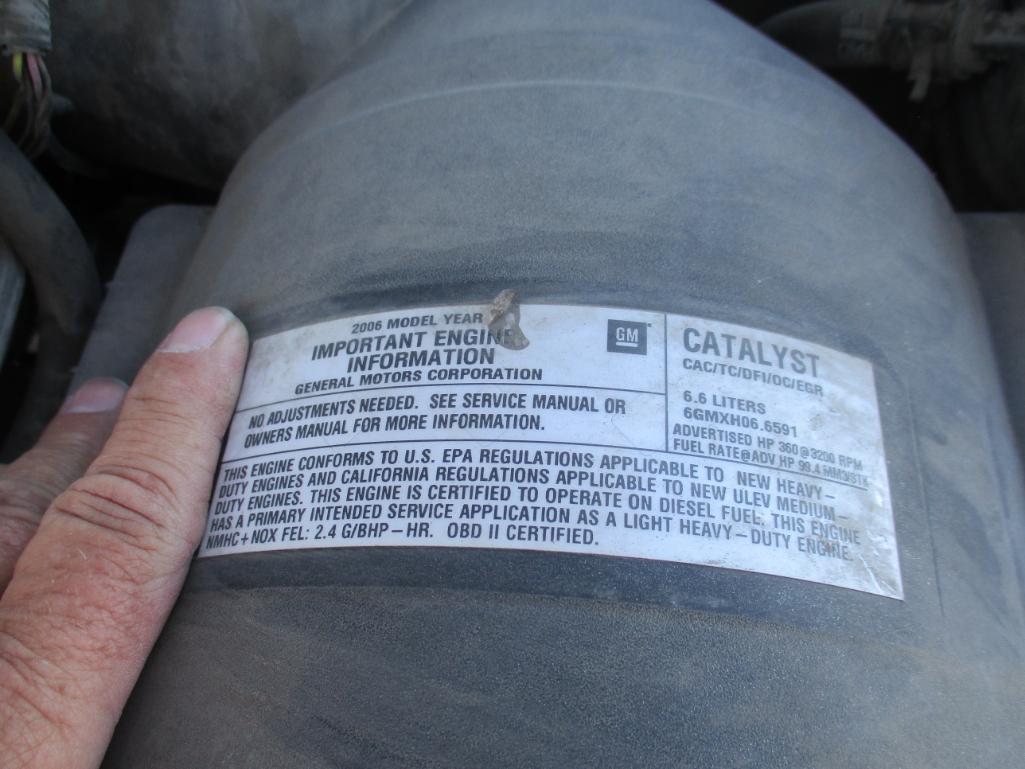 2006 MODEL YEAR
IMPORTANT ENGINE
INFORMATION
GENERAL MOTORS CORPORATION
GM
NO ADJUSTMENTS NEEDED. SEE SERVICE MANUAL OR
OWNERS MANUAL FOR MORE INFORMATION.
CATALYST
CAC/TC/DFI/OC/EGR
6.6 LITERS
6GMXH06.6591
ADVERTISED HP 360@3200 RPM
FUEL RATE@ADV HP 99.4 MM3/STK
THIS ENGINE CONFORMS TO U.S. EPA REGULATIONS APPLICABLE TO NEW HEAVY-
DUTY ENGINES AND CALIFORNIA REGULATIONS APPLICABLE TO NEW ULEV MEDIUM-
DUTY ENGINES. THIS ENGINE IS CERTIFIED TO OPERATE ON DIESEL FUEL. THIS ENGINE
HAS A PRIMARY INTENDED SERVICE APPLICATION AS A LIGHT HEAVY-DUTY ENGINE.
NMHC+NOX FEL: 2.4 G/BHP-HR. OBD II CERTIFIED.